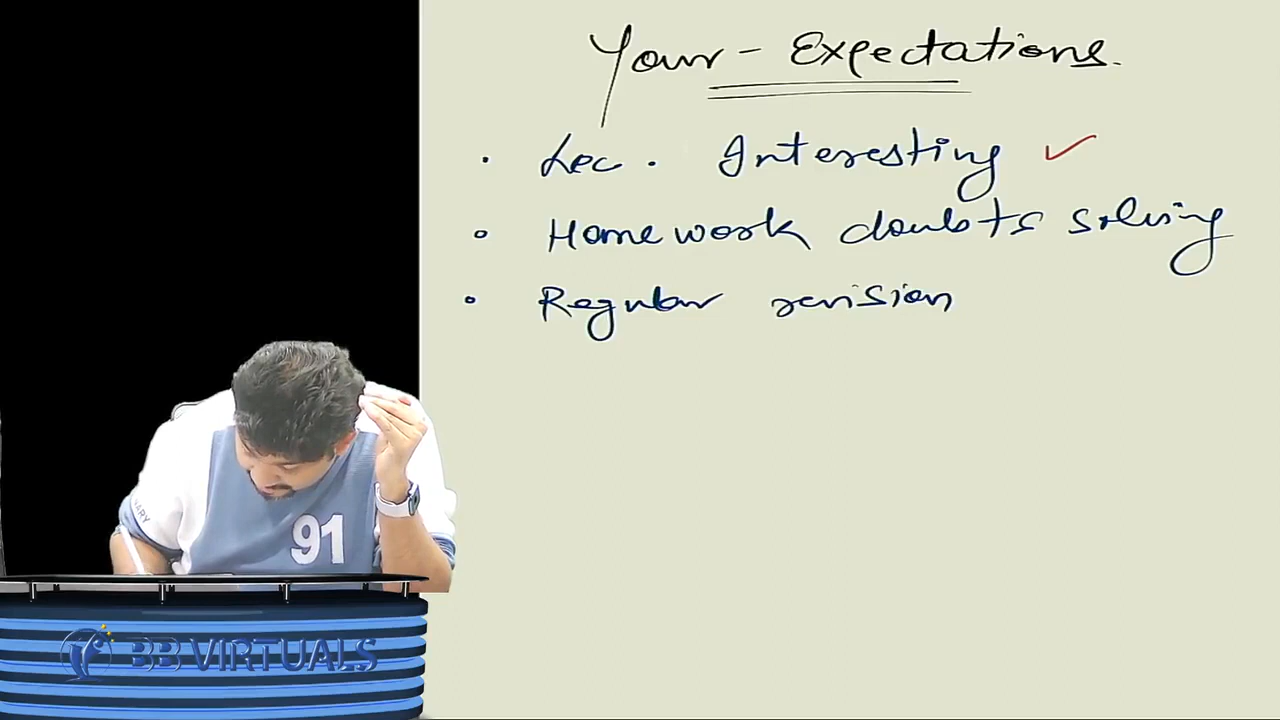 Your - Expectations.
• Lec. Interesting ✓
• Homework doubts solving
• Regular revision
91
BB VIRTUALS